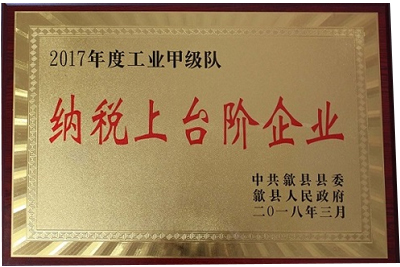 2017年度工业甲级队
纳税上台阶企业
中共歙县县委
歙县人民政府
二〇一八年三月